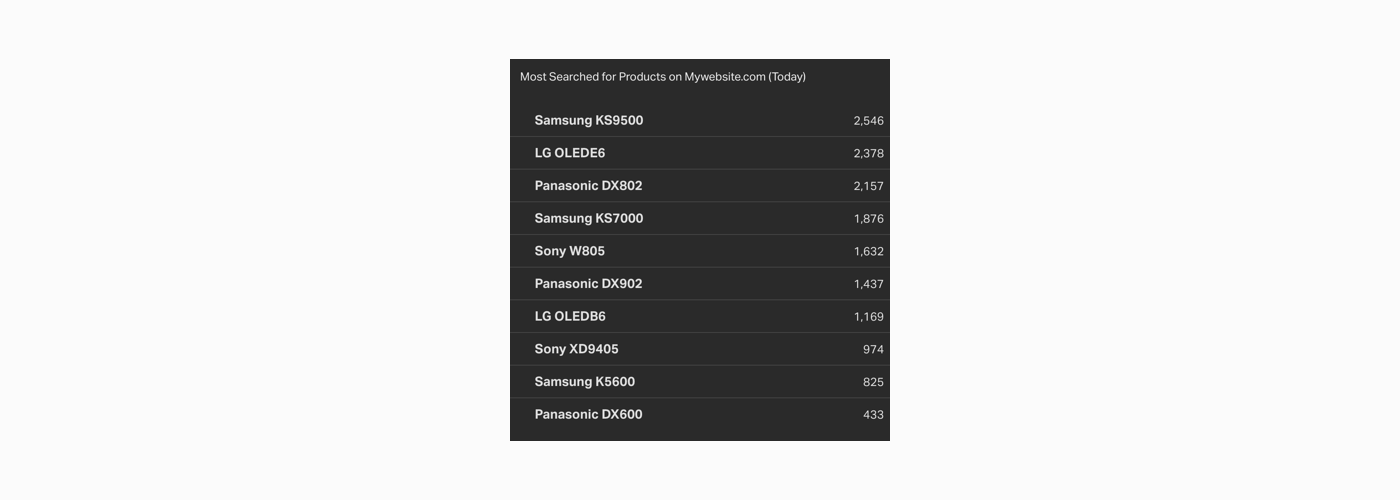 Most Searched for Products on Mywebsite.com (Today)
Samsung KS9500 2,546
LG OLEDE6 2,378
Panasonic DX802 2,157
Samsung KS7000 1,876
Sony W805 1,632
Panasonic DX902 1,437
LG OLEDB6 1,169
Sony XD9405 974
Samsung K5600 825
Panasonic DX600 433